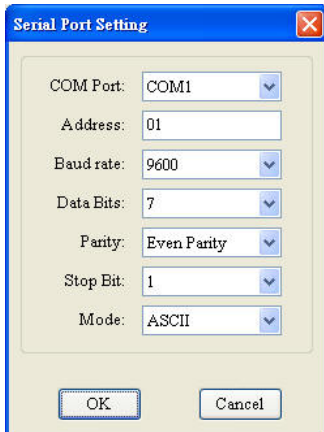 Serial Port Setting
COM Port: COM1
Address: 01
Baud rate: 9600
Data Bits: 7
Parity: Even Parity
Stop Bit: 1
Mode: ASCII
OK Cancel